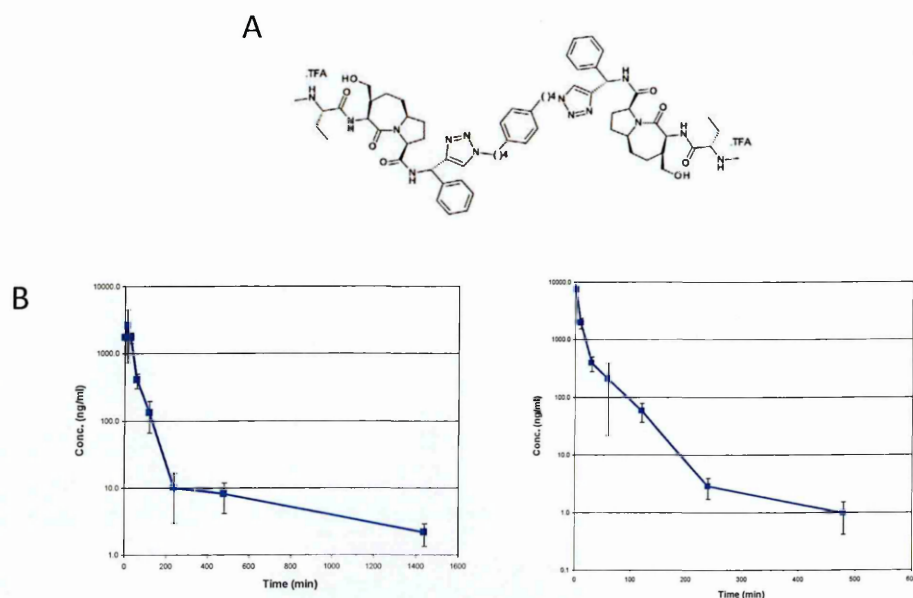 A
.TFA
HO
H
N
O
N
H
O
N
O
N
H
N=N
N
()4
()4
N
N=N
H
N
O
N
O
H
N
O
N
H
OH
.TFA
B
10000.0
1000.0
100.0
10.0
1.0
Conc. (ng/ml)
0 200 400 600 800 1000 1200 1400 1600
Time (min)
10000.0
1000.0
100.0
10.0
1.0
0.1
Conc. (ng/ml)
0 100 200 300 400 500
Time (min)